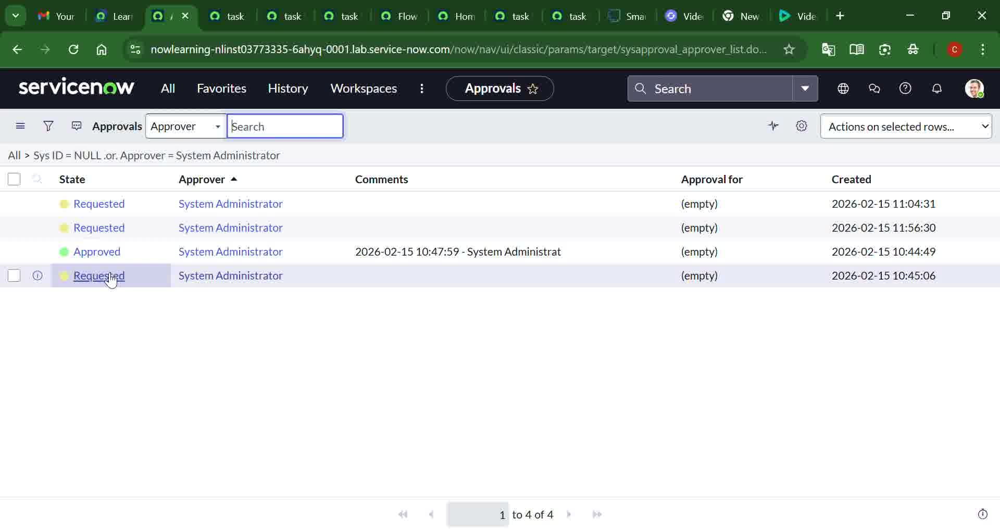 Your
Lear
task
task
task
Flow
Hom
task
task
Sma
Vide
New
Vide
nowlearning-nlinst03773335-6ahyq-0001.lab.service-now.com/now/nav/ui/classic/params/target/sysapproval_approver_list.do...
C
servicenow
All
Favorites
History
Workspaces
Approvals
Search
Approvals
Approver
Search
Actions on selected rows...
All > Sys ID = NULL .or. Approver = System Administrator
State Approver Comments Approval for Created
Requested System Administrator (empty) 2026-02-15 11:04:31
Requested System Administrator (empty) 2026-02-15 11:56:30
Approved System Administrator 2026-02-15 10:47:59 - System Administrat (empty) 2026-02-15 10:44:49
Requested System Administrator (empty) 2026-02-15 10:45:06
1 to 4 of 4